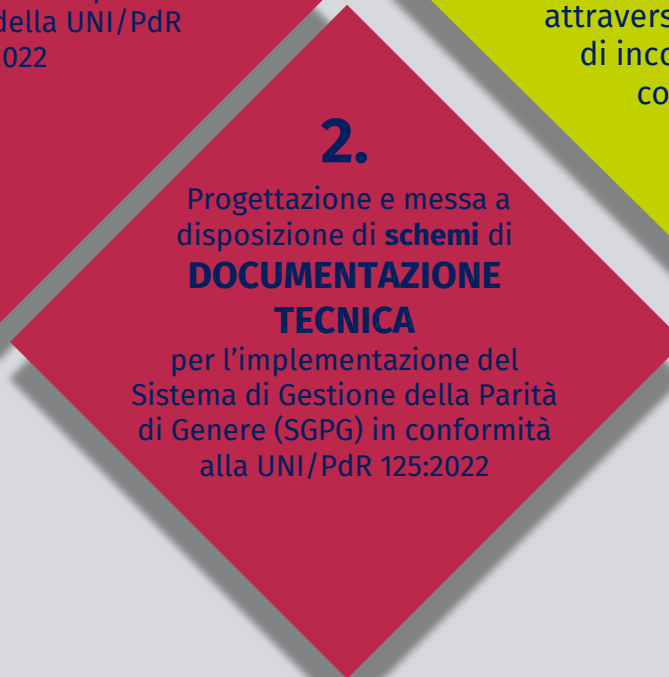 della UNI/PdR
022
attravers
di inco
co
2.
Progettazione e messa a
disposizione di schemi di
DOCUMENTAZIONE
TECNICA
per l’implementazione del
Sistema di Gestione della Parità
di Genere (SGPG) in conformità
alla UNI/PdR 125:2022